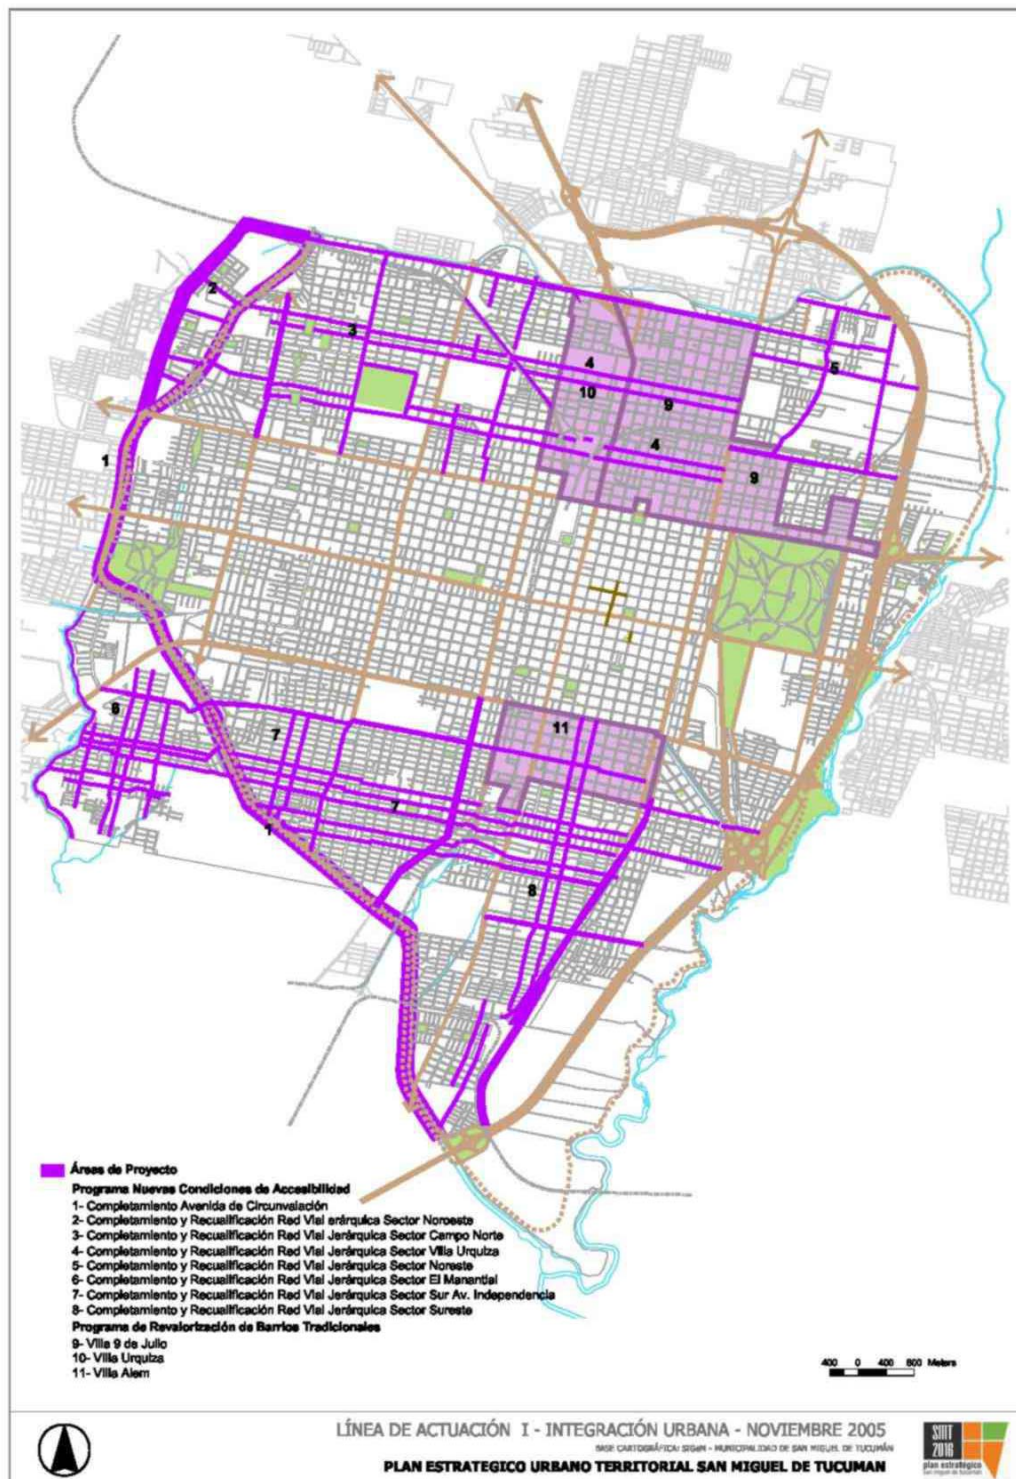 2
3
4
10
9
4
9
5
1
6
7
11
7
1
8
Áreas de Proyecto
Programa Nuevas Condiciones de Accesibilidad
1- Completamiento Avenida de Circunvalación
2- Completamiento y Recualificación Red Vial erárquica Sector Noroeste
3- Completamiento y Recualificación Red Vial Jerárquica Sector Campo Norte
4- Completamiento y Recualificación Red Vial Jerárquica Sector Villa Urquiza
5- Completamiento y Recualificación Red Vial Jerárquica Sector Noreste
6- Completamiento y Recualificación Red Vial Jerárquica Sector El Manantial
7- Completamiento y Recualificación Red Vial Jerárquica Sector Sur Av. Independencia
8- Completamiento y Recualificación Red Vial Jerárquica Sector Sureste
Programa de Revalorización de Barrios Tradicionales
9- Villa 9 de Julio
10- Villa Urquiza
11- Villa Alem
400 0 400 800 Meters
LÍNEA DE ACTUACIÓN I - INTEGRACIÓN URBANA - NOVIEMBRE 2005
BASE CARTOGRÁFICA: SIGeM - MUNICIPALIDAD DE SAN MIGUEL DE TUCUMÁN
PLAN ESTRATEGICO URBANO TERRITORIAL SAN MIGUEL DE TUCUMAN
SMT
2016
plan estratégico
San Miguel de Tucumán